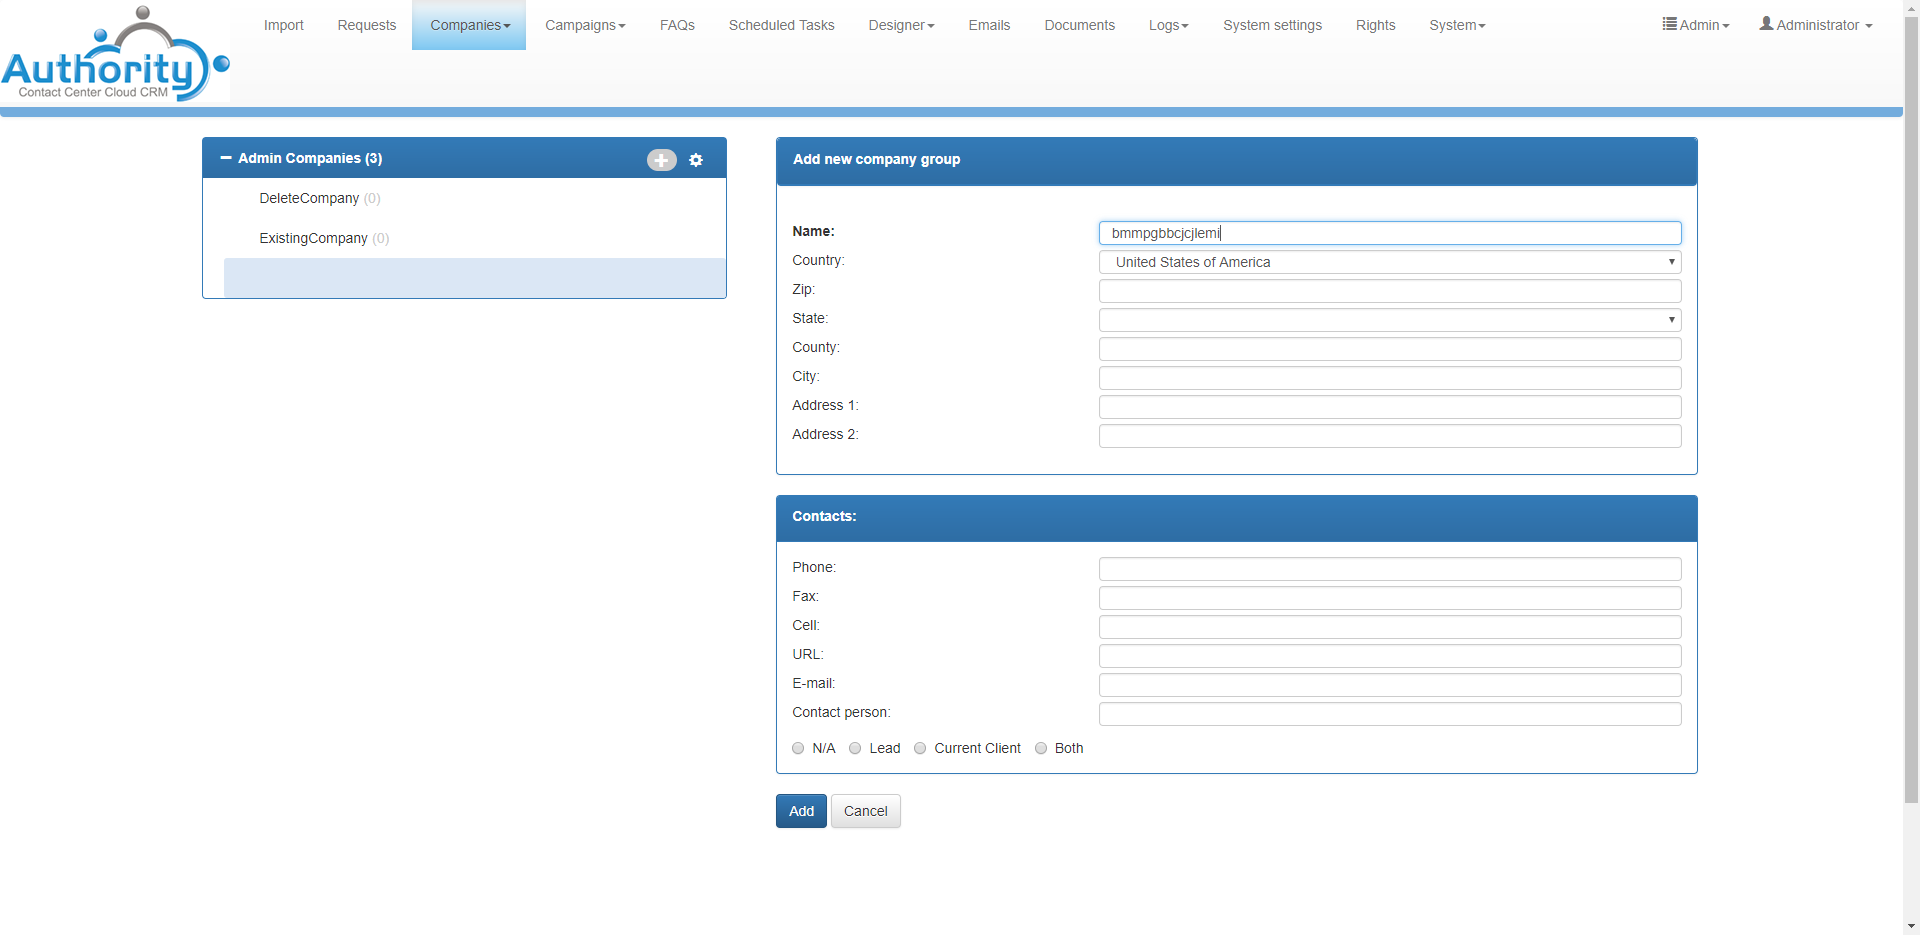 Import Requests Companies Campaigns FAQs Scheduled Tasks Designer Emails Documents Logs System settings Rights System Admin Administrator
Authority
Contact Center Cloud CRM
Admin Companies (3)
DeleteCompany (0)
ExistingCompany (0)
Add new company group
Name: bmmpgbbcjcjlemi
Country: United States of America
Zip:
State:
County:
City:
Address 1:
Address 2:
Contacts:
Phone:
Fax:
Cell:
URL:
E-mail:
Contact person:
N/A Lead Current Client Both
Add Cancel